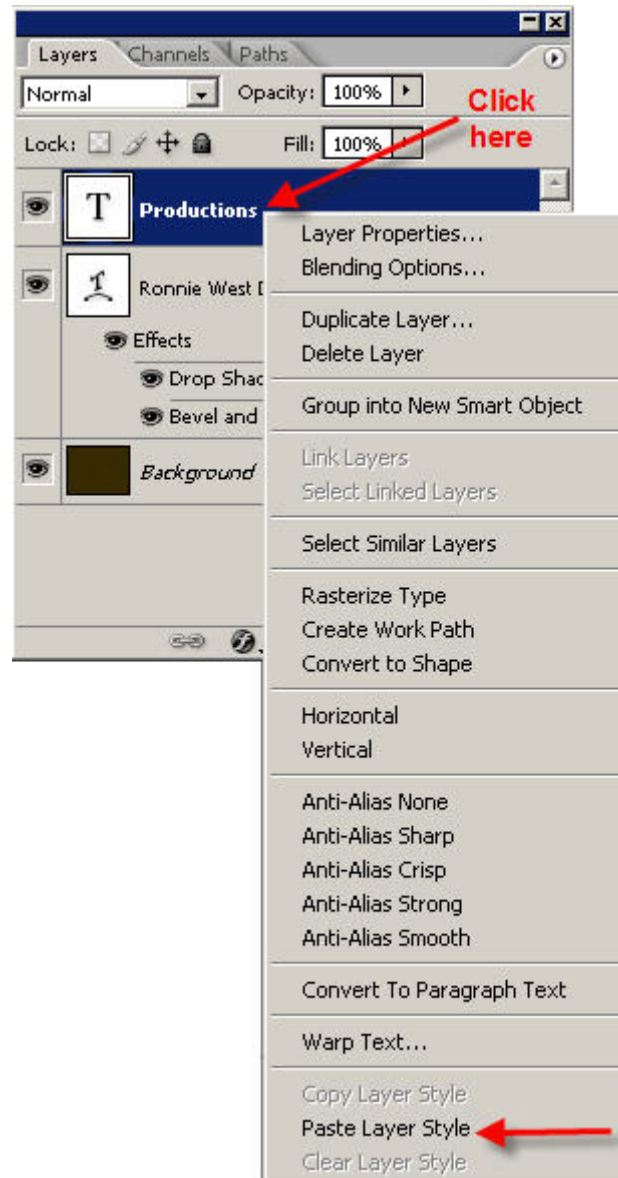 Layers Channels Paths
Normal Opacity: 100%
Click
here
Lock: Fill: 100%
T Productions
T Ronnie West
Effects
Drop Shad
Bevel and
Background
Layer Properties...
Blending Options...
Duplicate Layer...
Delete Layer
Group into New Smart Object
Link Layers
Select Linked Layers
Select Similar Layers
Rasterize Type
Create Work Path
Convert to Shape
Horizontal
Vertical
Anti-Alias None
Anti-Alias Sharp
Anti-Alias Crisp
Anti-Alias Strong
Anti-Alias Smooth
Convert To Paragraph Text
Warp Text...
Copy Layer Style
Paste Layer Style
Clear Layer Style